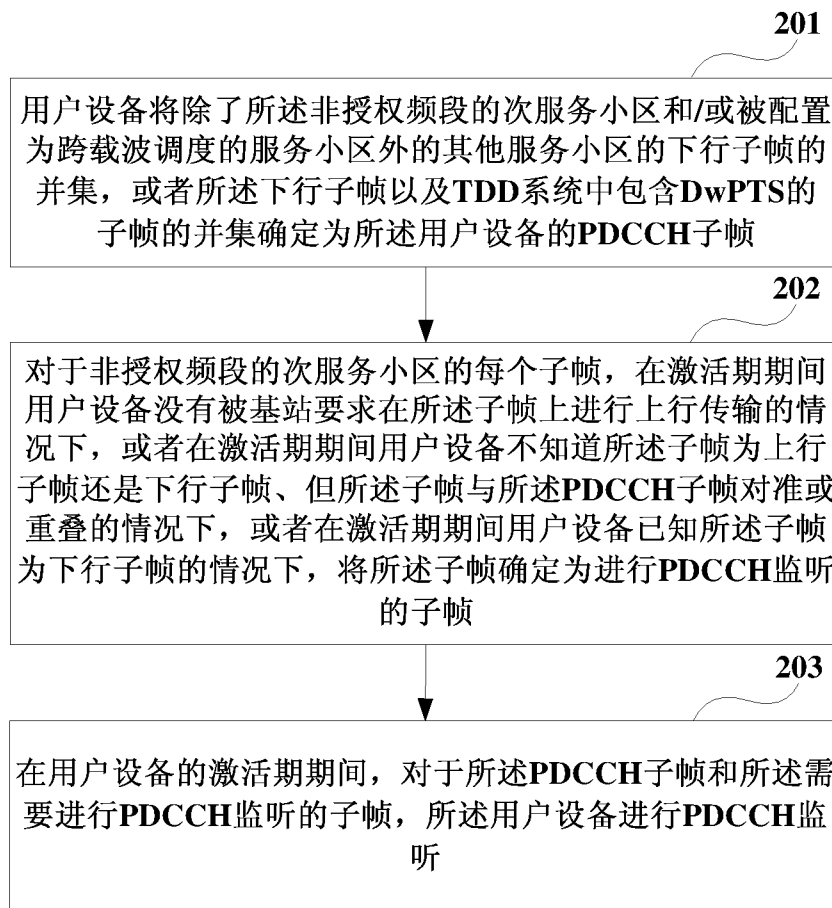 201
用户设备将除了所述非授权频段的次服务小区和/或被配置
为跨载波调度的服务小区外的其他服务小区的下行子帧的
并集，或者所述下行子帧以及TDD系统中包含DwPTS的
子帧的并集确定为所述用户设备的PDCCH子帧
202
对于非授权频段的次服务小区的每个子帧，在激活期期间
用户设备没有被基站要求在所述子帧上进行上行传输的情
况下，或者在激活期期间用户设备不知道所述子帧为上行
子帧还是下行子帧、但所述子帧与所述PDCCH子帧对准或
重叠的情况下，或者在激活期期间用户设备已知所述子帧
为下行子帧的情况下，将所述子帧确定为进行PDCCH监听
的子帧
203
在用户设备的激活期期间，对于所述PDCCH子帧和所述需
要进行PDCCH监听的子帧，所述用户设备进行PDCCH监
听